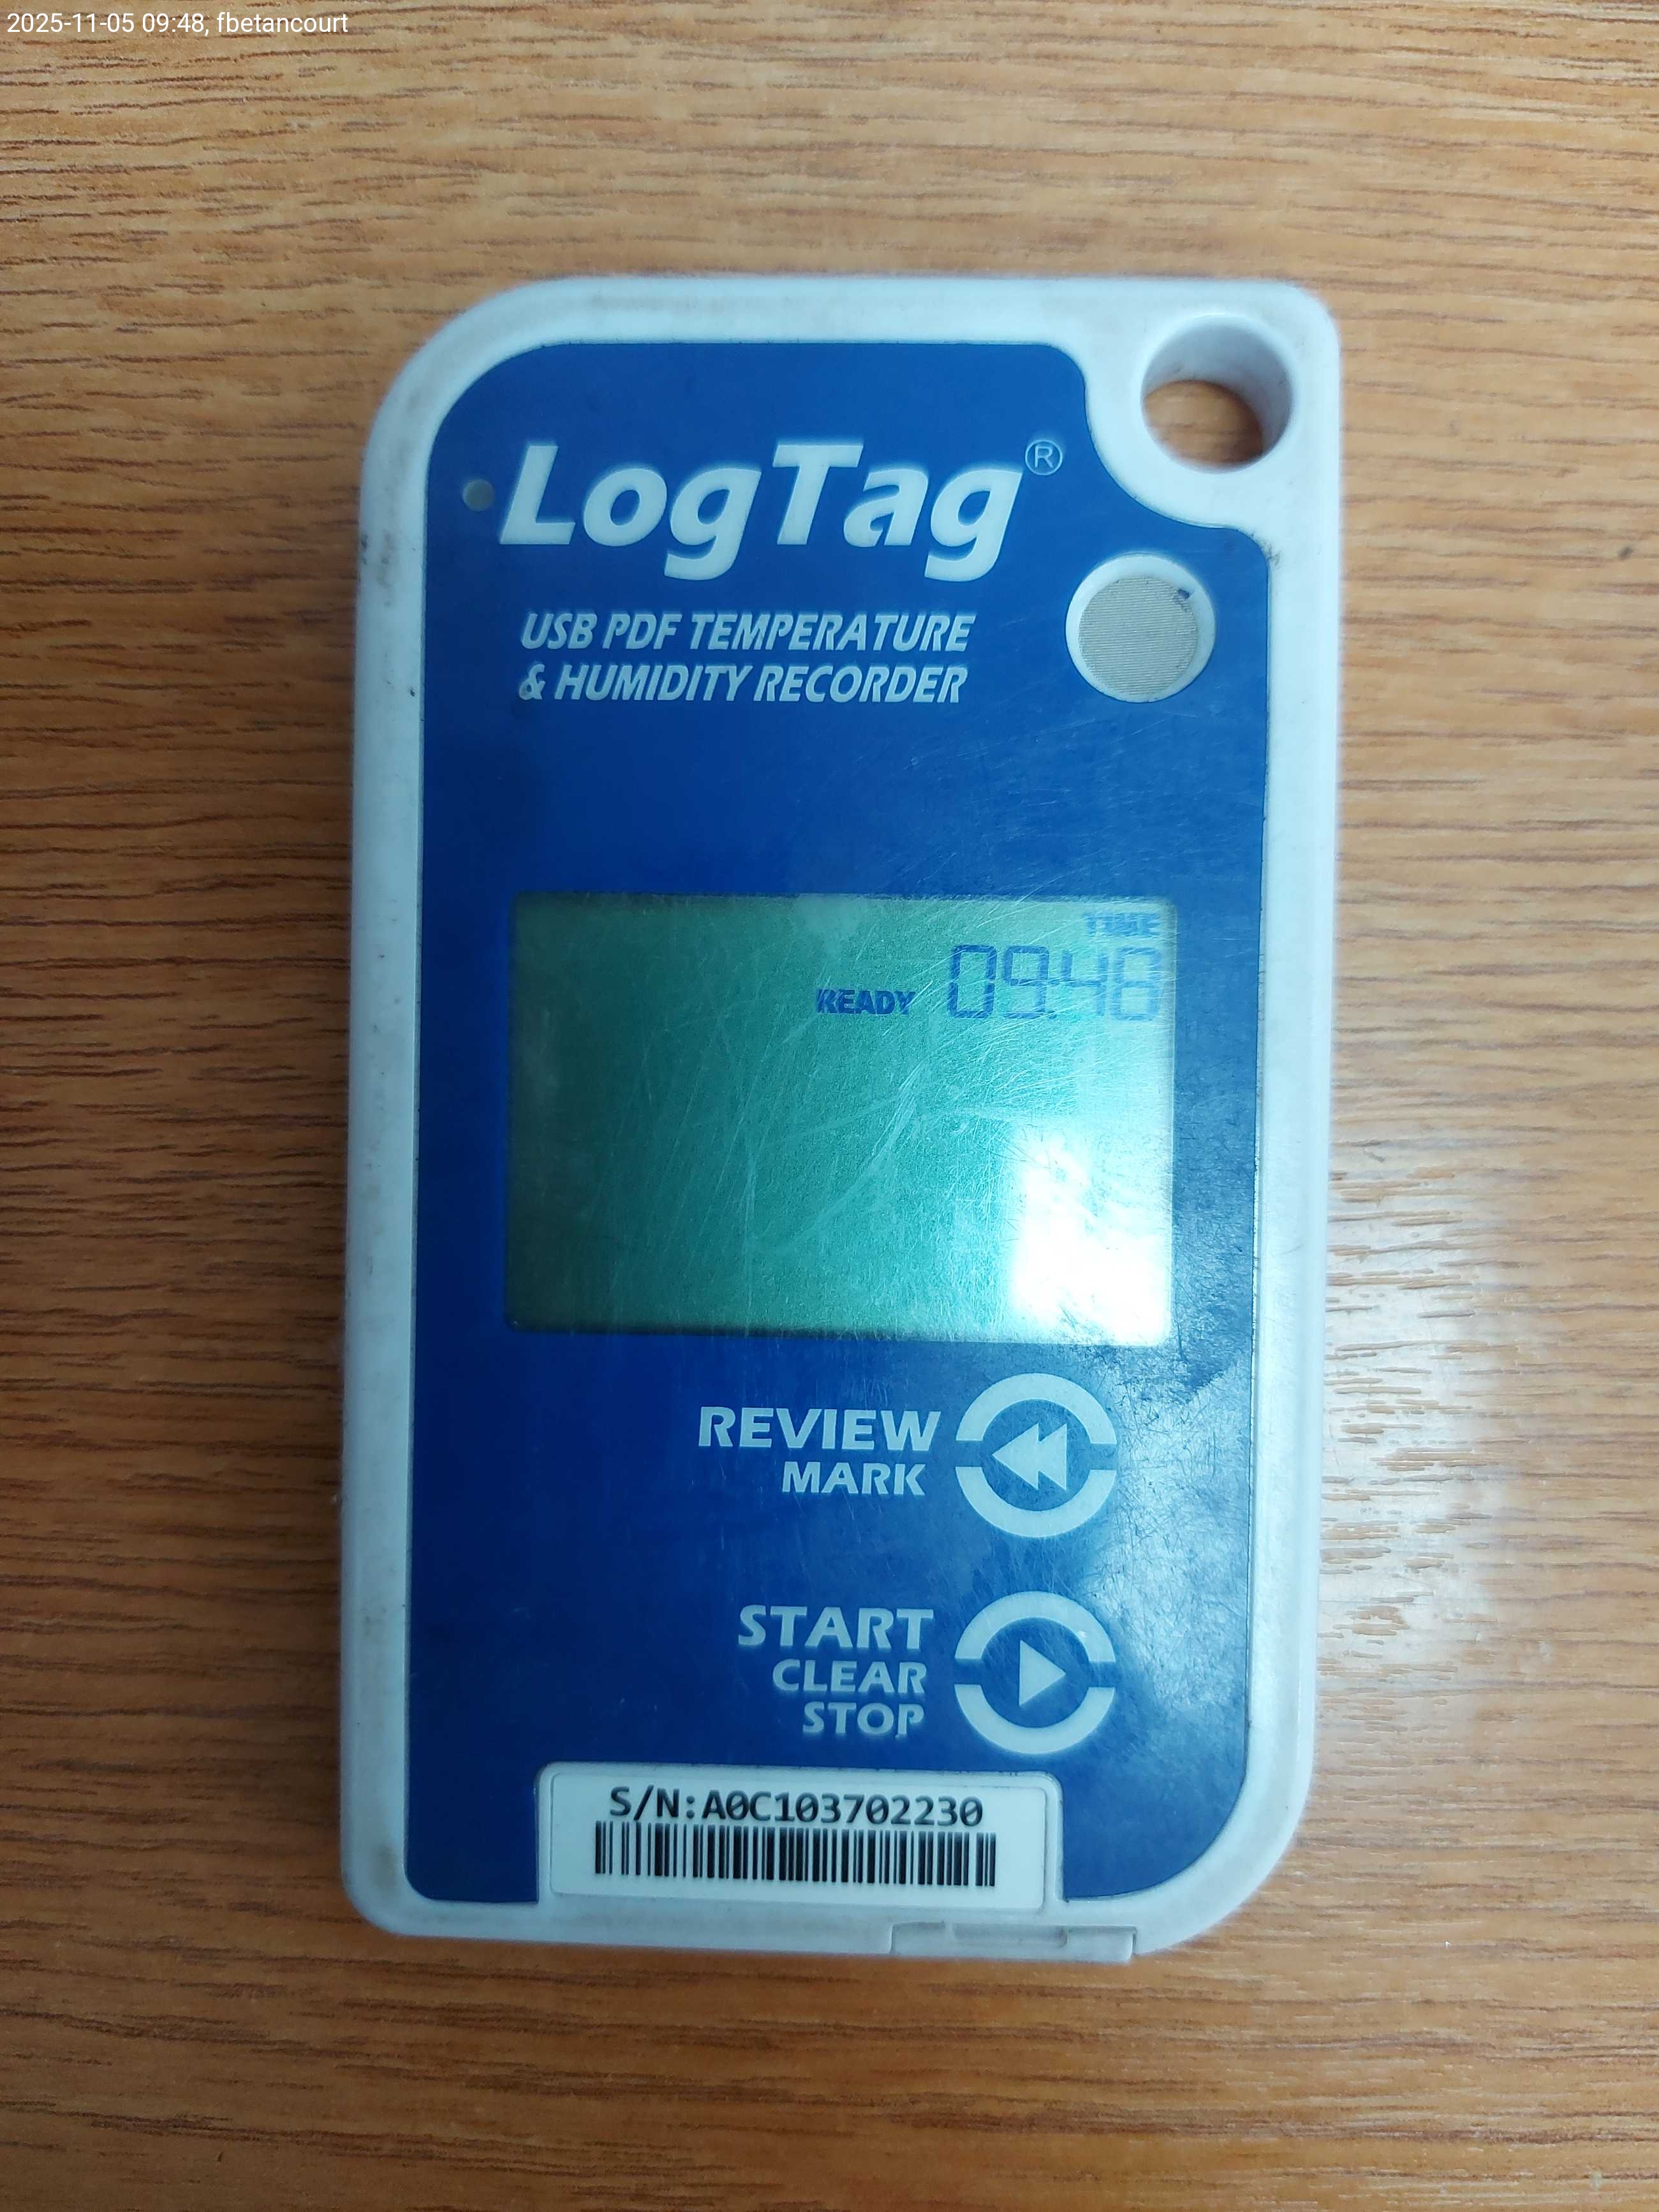 2025-11-05 09:48, fbetancourt
LogTag®
USB PDF TEMPERATURE
& HUMIDITY RECORDER
TIME
READY 09:48
REVIEW
MARK
START
CLEAR
STOP
S/N:A0C103702230